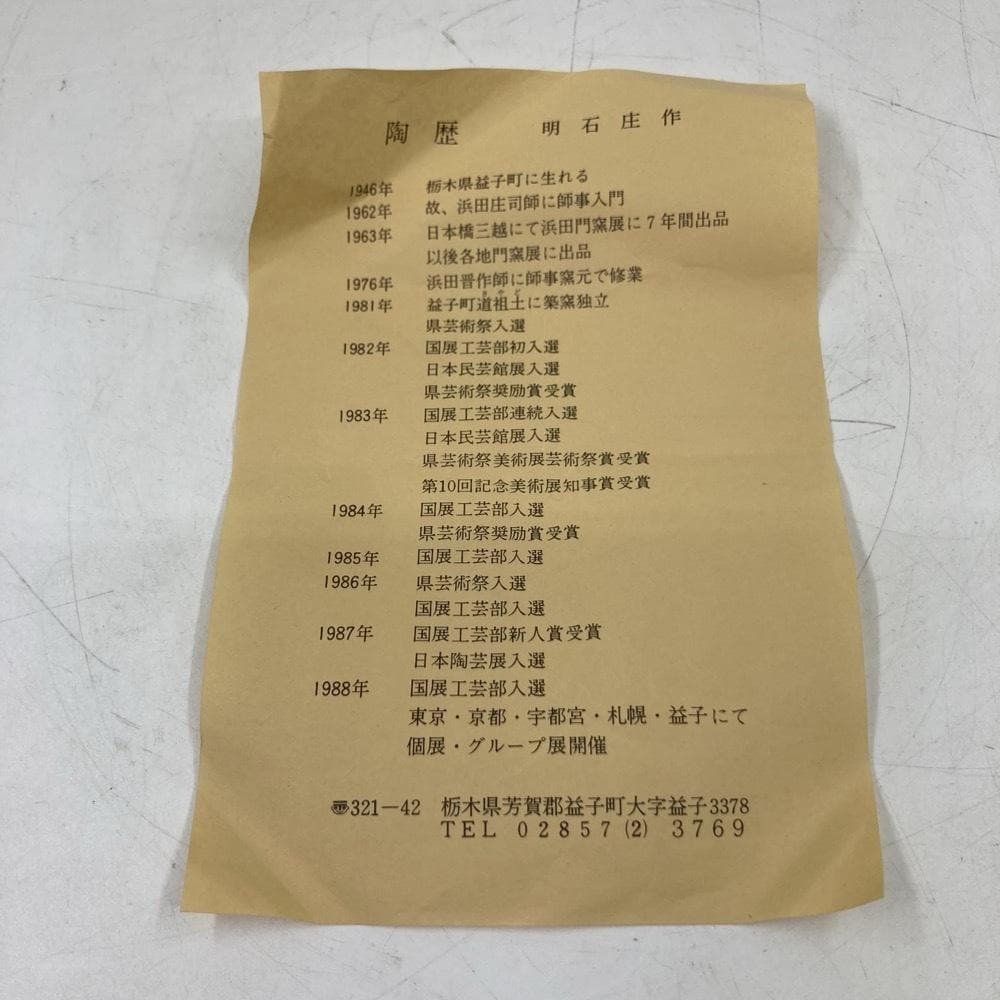 陶歴 明石庄作
1946年 栃木県益子町に生れる
1962年 故、浜田庄司師に師事入門
1963年 日本橋三越にて浜田門窯展に7年間出品
以後各地門窯展に出品
1976年 浜田晋作師に師事窯元で修業
1981年 益子町道祖土に築窯独立
県芸術祭入選
1982年 国展工芸部初入選
日本民芸館展入選
県芸術祭奨励賞受賞
1983年 国展工芸部連続入選
日本民芸館展入選
県芸術祭美術展芸術祭賞受賞
第10回記念美術展知事賞受賞
1984年 国展工芸部入選
県芸術祭奨励賞受賞
1985年 国展工芸部入選
1986年 県芸術祭入選
国展工芸部入選
1987年 国展工芸部新人賞受賞
日本陶芸展入選
1988年 国展工芸部入選
東京・京都・宇都宮・札幌・益子にて
個展・グループ展開催
〠321-42 栃木県芳賀郡益子町大字益子3378
TEL 02857(2)3769